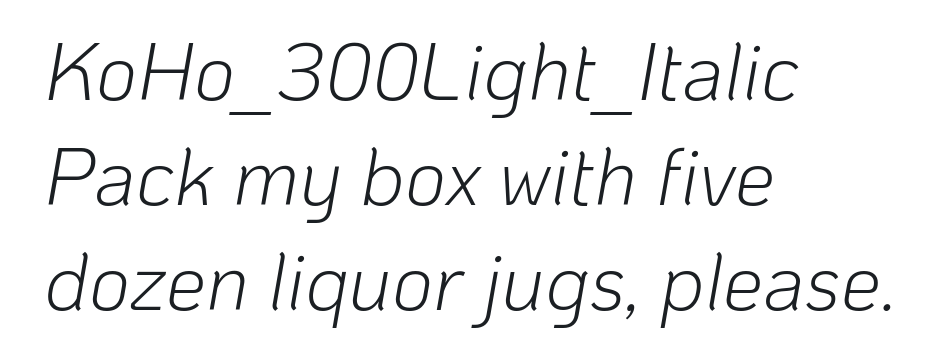 KoHo_300Light_Italic
Pack my box with five
dozen liquor jugs, please.